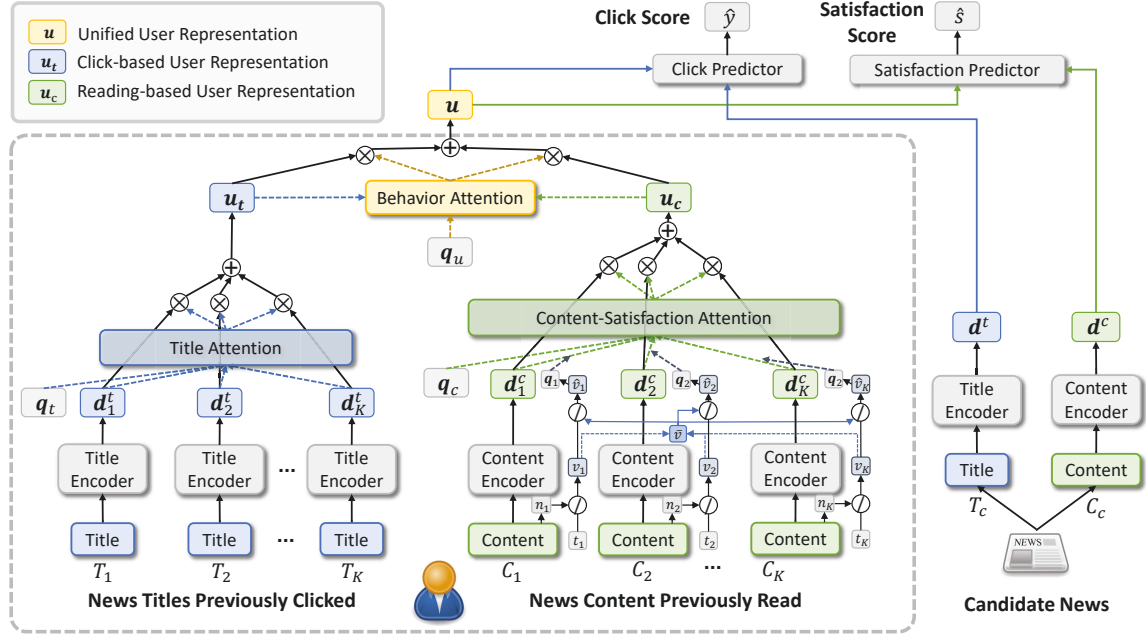 u Unified User Representation
u_t Click-based User Representation
u_c Reading-based User Representation
Click Score ŷ
Satisfaction Score ŝ
Click Predictor
Satisfaction Predictor
u
u_t
Behavior Attention
u_c
q_u
Title Attention
Content-Satisfaction Attention
q_t d_1^t d_2^t d_K^t
q_c d_1^c q_1 v̂_1 d_2^c q_2 v̂_2 d_K^c q_2 v̂_K
v̄
d^t d^c
Title Encoder
Title Encoder
...
Title Encoder
Content Encoder
v_1
Content Encoder
v_2
Content Encoder
v_K
Title Encoder
Content Encoder
n_1 n_2 n_K
Title Title ... Title
Content t_1 Content t_2 Content t_K
Title Content
T_1 T_2 T_K
C_1 C_2 ... C_K
T_c C_c
NEWS
News Titles Previously Clicked
News Content Previously Read
Candidate News